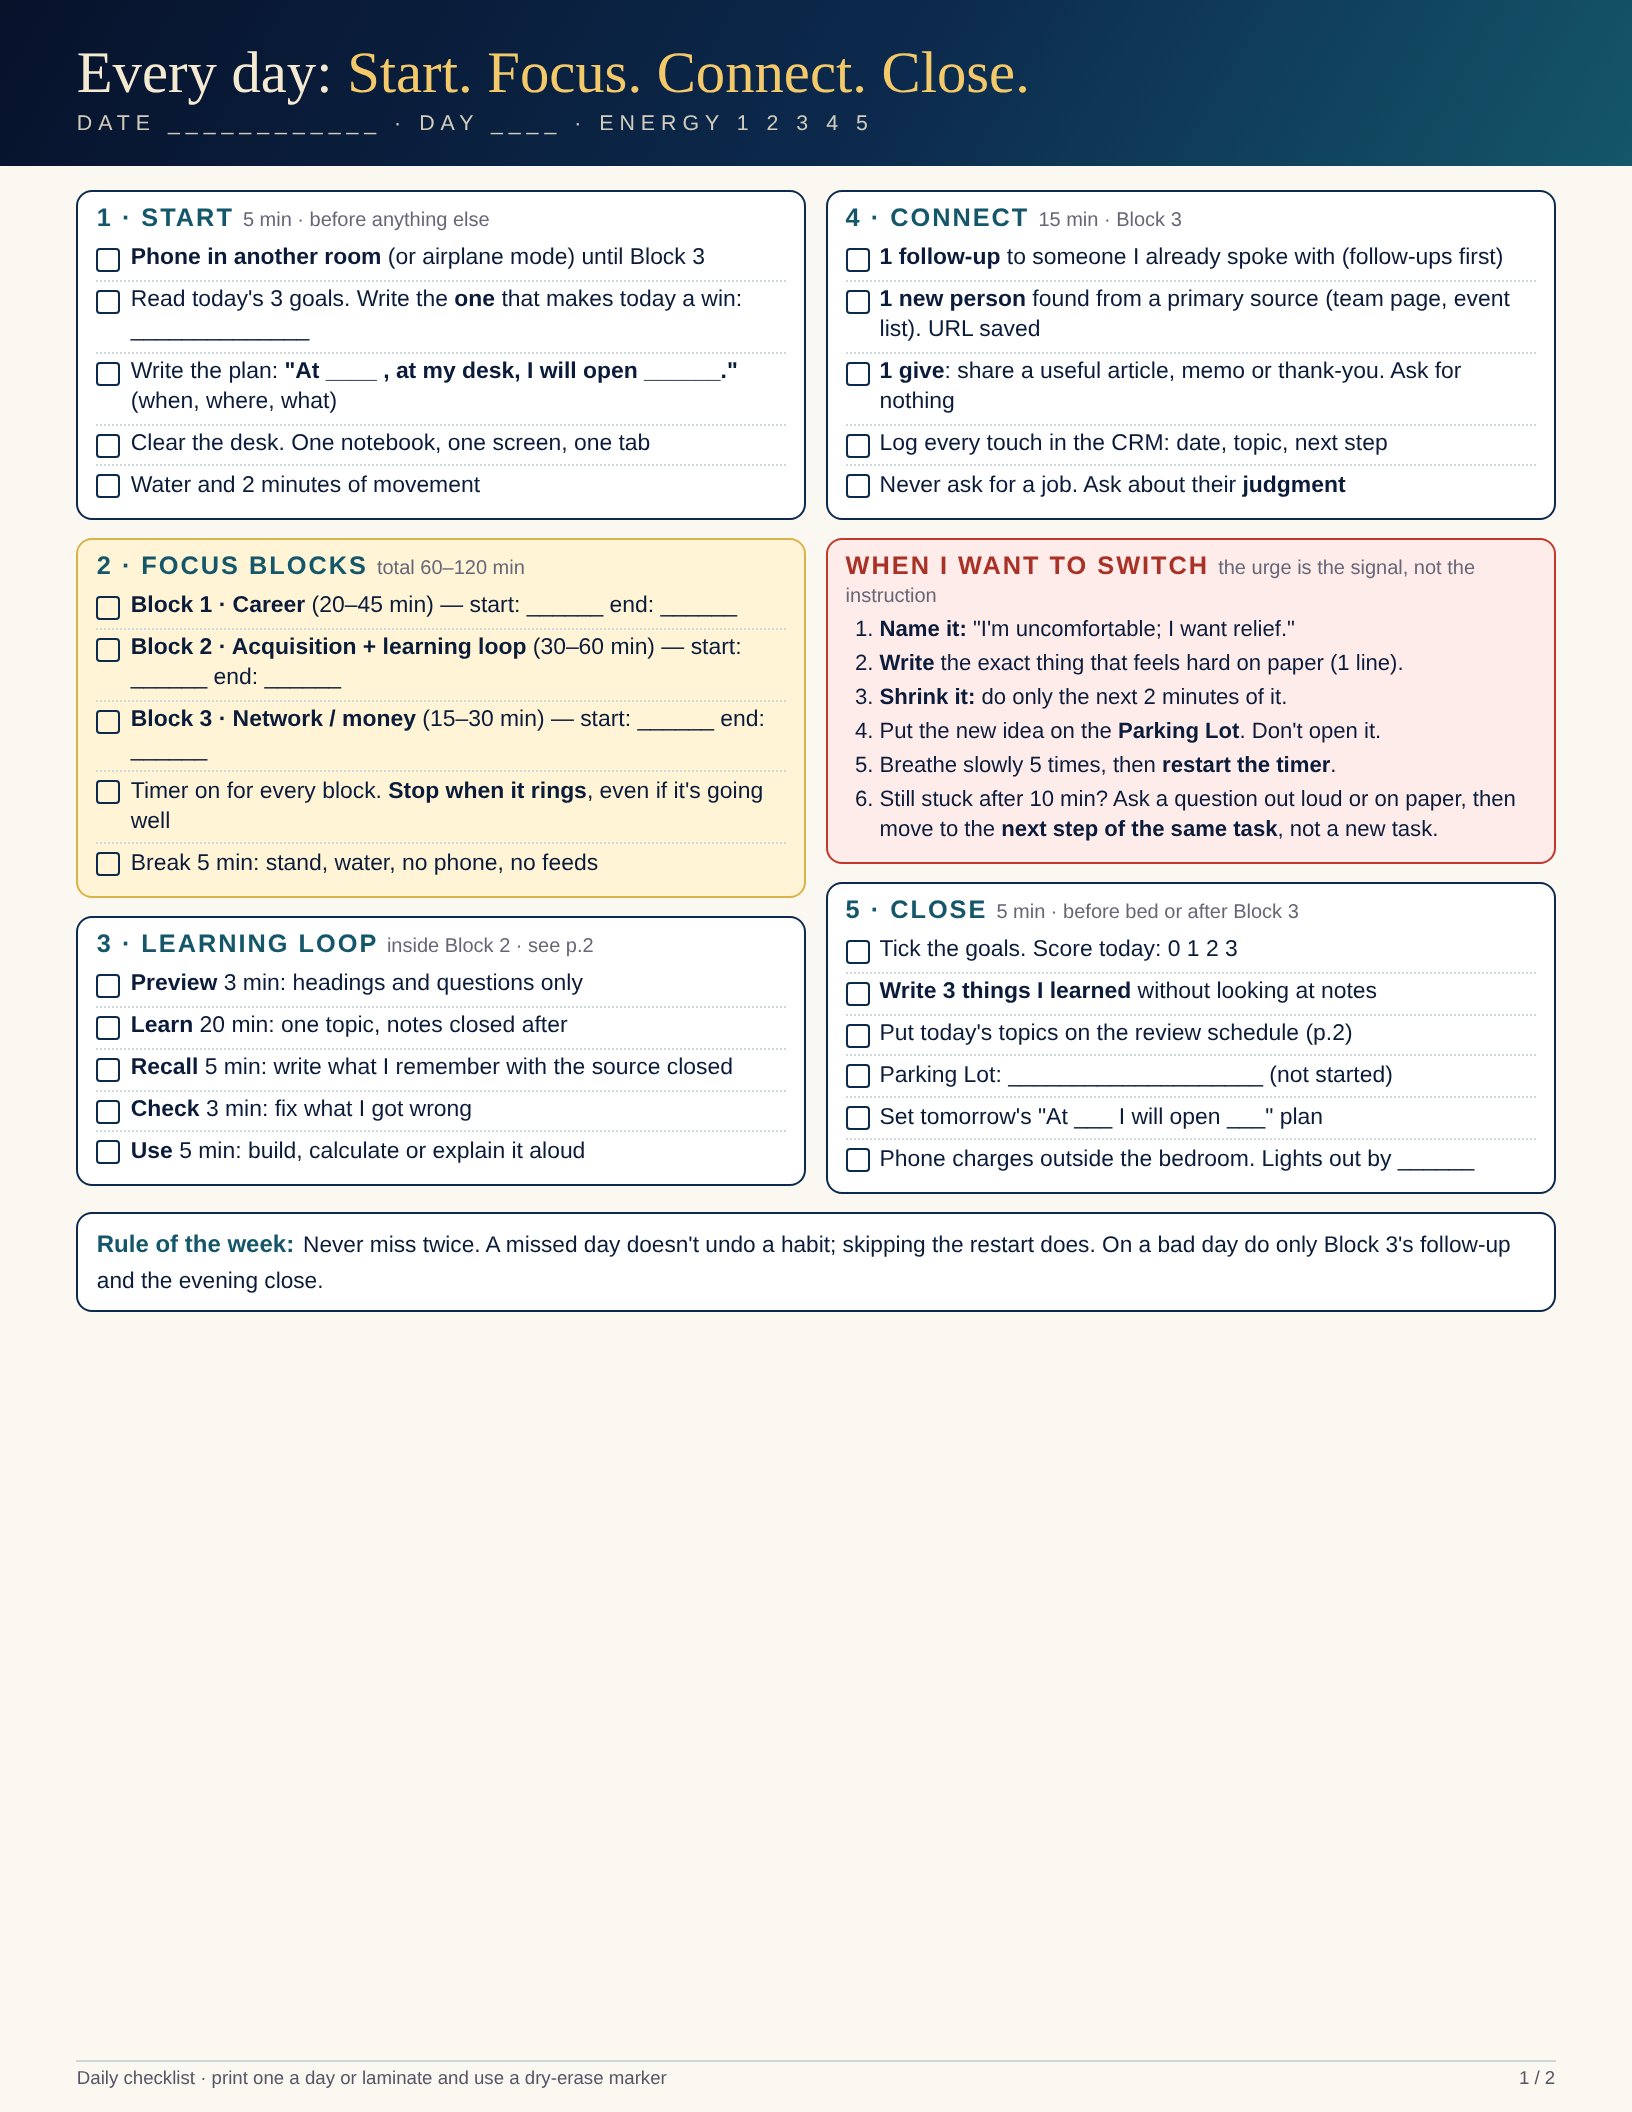 Every day: Start. Focus. Connect. Close.
DATE ____________ · DAY ____ · ENERGY 1 2 3 4 5
1 · START 5 min · before anything else
Phone in another room (or airplane mode) until Block 3
Read today's 3 goals. Write the one that makes today a win:
______________
Write the plan: "At ____ , at my desk, I will open ______."
(when, where, what)
Clear the desk. One notebook, one screen, one tab
Water and 2 minutes of movement
2 · FOCUS BLOCKS total 60–120 min
Block 1 · Career (20–45 min) — start: ______ end: ______
Block 2 · Acquisition + learning loop (30–60 min) — start:
______ end: ______
Block 3 · Network / money (15–30 min) — start: ______ end:
______
Timer on for every block. Stop when it rings, even if it's going
well
Break 5 min: stand, water, no phone, no feeds
3 · LEARNING LOOP inside Block 2 · see p.2
Preview 3 min: headings and questions only
Learn 20 min: one topic, notes closed after
Recall 5 min: write what I remember with the source closed
Check 3 min: fix what I got wrong
Use 5 min: build, calculate or explain it aloud
4 · CONNECT 15 min · Block 3
1 follow-up to someone I already spoke with (follow-ups first)
1 new person found from a primary source (team page, event
list). URL saved
1 give: share a useful article, memo or thank-you. Ask for
nothing
Log every touch in the CRM: date, topic, next step
Never ask for a job. Ask about their judgment
WHEN I WANT TO SWITCH the urge is the signal, not the
instruction
1. Name it: "I'm uncomfortable; I want relief."
2. Write the exact thing that feels hard on paper (1 line).
3. Shrink it: do only the next 2 minutes of it.
4. Put the new idea on the Parking Lot. Don't open it.
5. Breathe slowly 5 times, then restart the timer.
6. Still stuck after 10 min? Ask a question out loud or on paper, then
move to the next step of the same task, not a new task.
5 · CLOSE 5 min · before bed or after Block 3
Tick the goals. Score today: 0 1 2 3
Write 3 things I learned without looking at notes
Put today's topics on the review schedule (p.2)
Parking Lot: ____________________ (not started)
Set tomorrow's "At ___ I will open ___" plan
Phone charges outside the bedroom. Lights out by ______
Rule of the week: Never miss twice. A missed day doesn't undo a habit; skipping the restart does. On a bad day do only Block 3's follow-up
and the evening close.
Daily checklist · print one a day or laminate and use a dry-erase marker
1 / 2